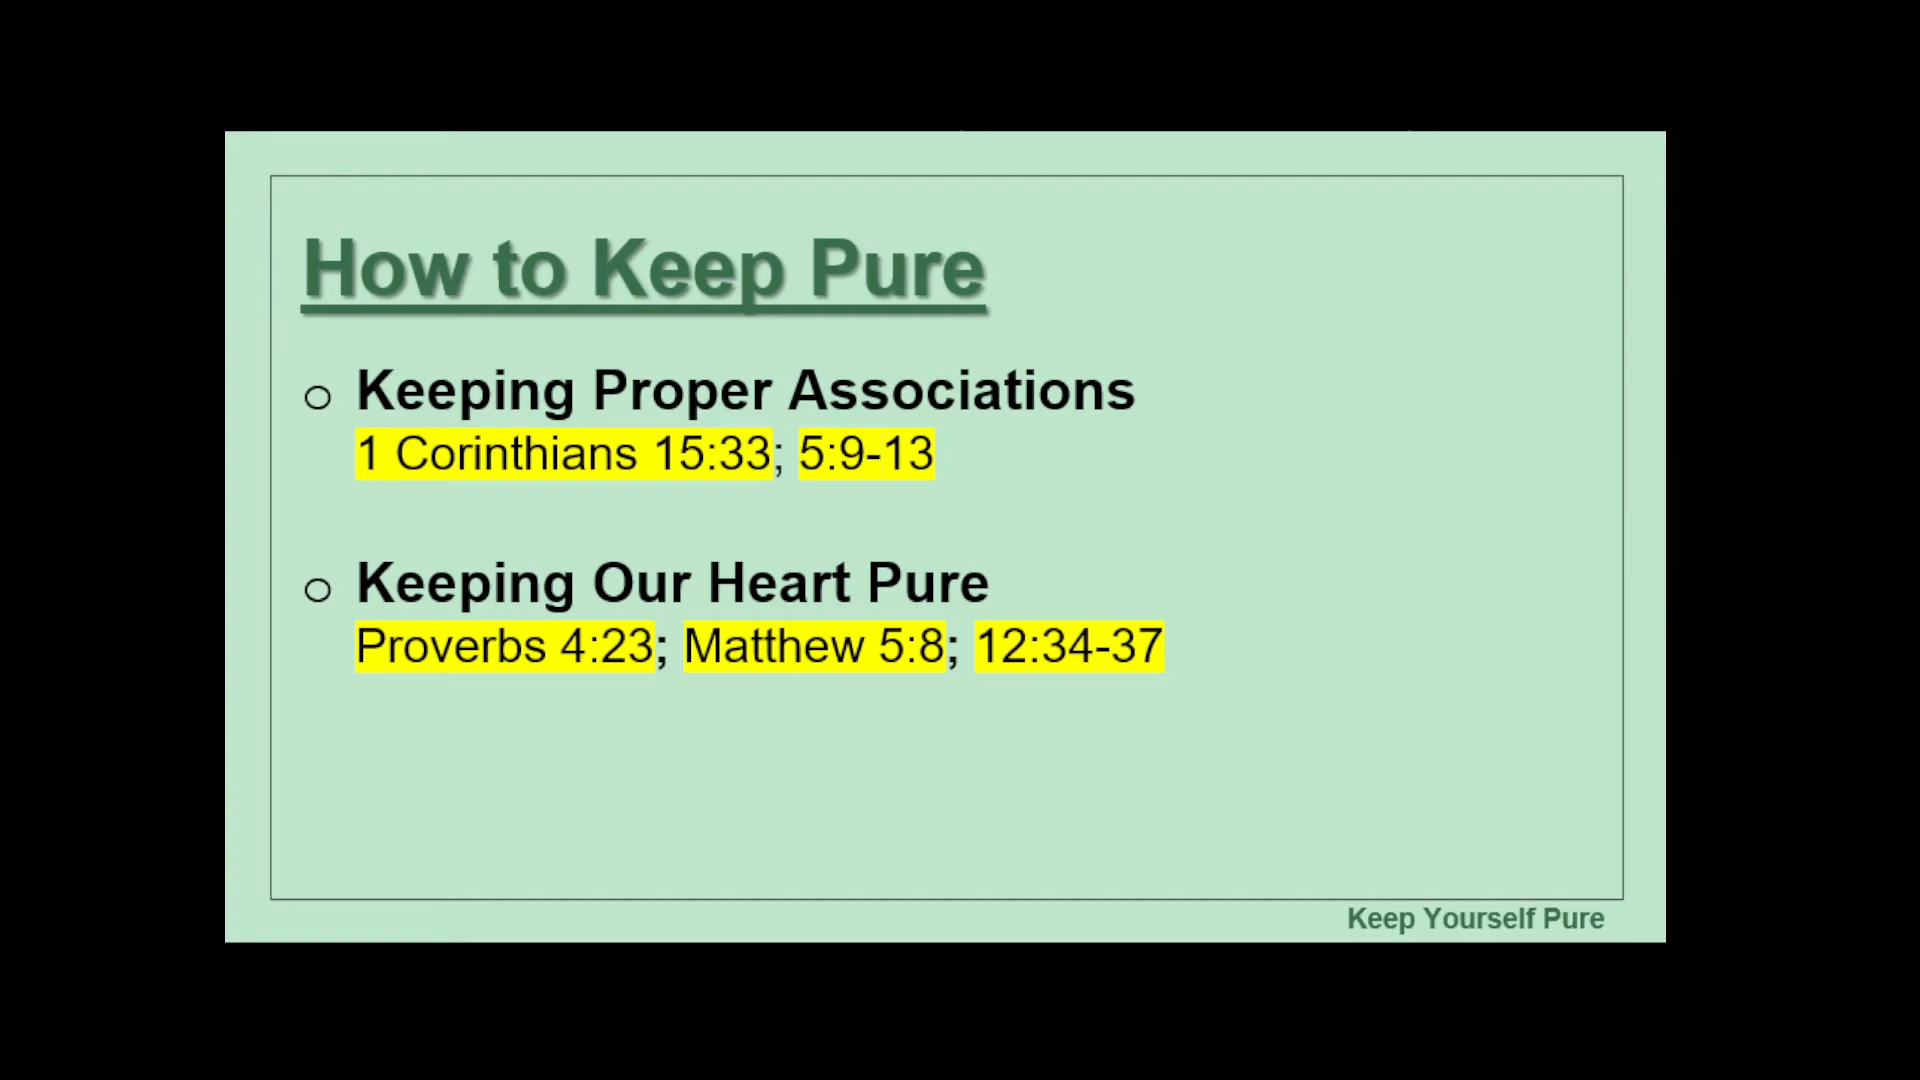 How to Keep Pure
○ Keeping Proper Associations
1 Corinthians 15:33; 5:9-13
○ Keeping Our Heart Pure
Proverbs 4:23; Matthew 5:8; 12:34-37
Keep Yourself Pure